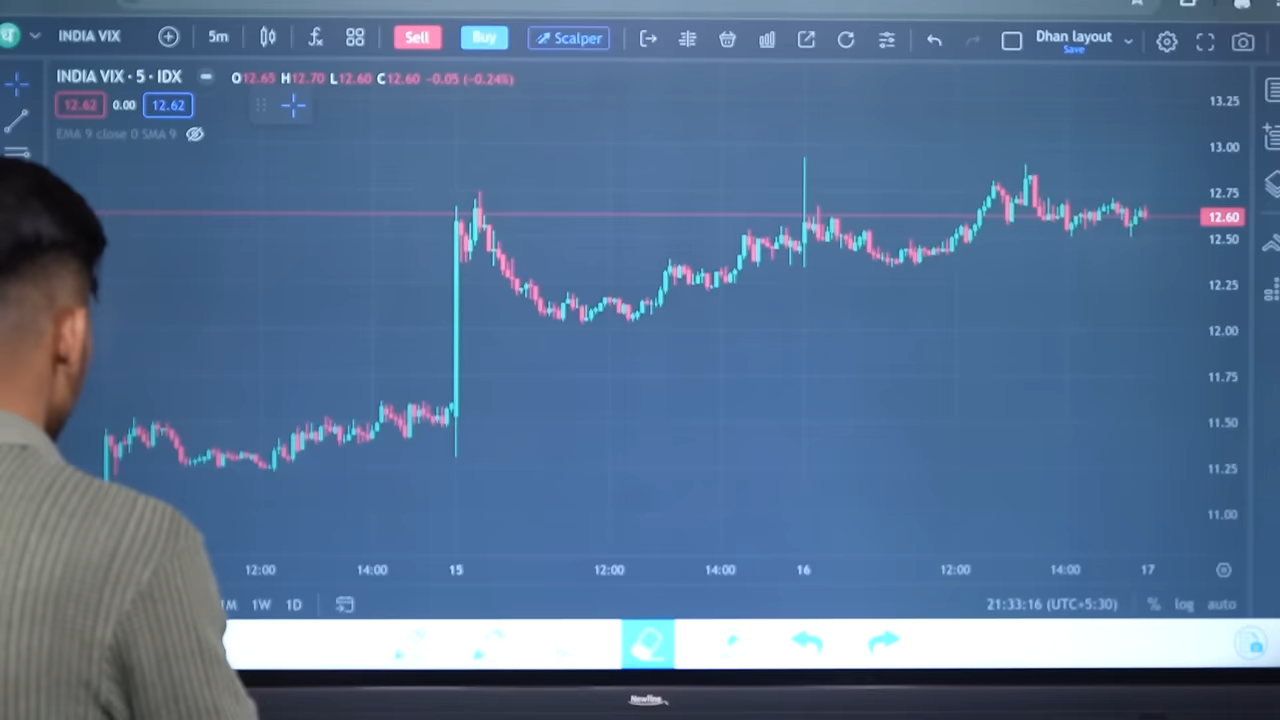 INDIA VIX 5m Sell Buy Scalper Dhan layout
Save
INDIA VIX · 5 · IDX O12.65 H12.70 L12.60 C12.60 -0.05 (-0.24%)
12.62 0.00 12.62
EMA 9 close 0 SMA 9
13.25
13.00
12.75
12.60
12.50
12.25
12.00
11.75
11.50
11.25
11.00
12:00 14:00 15 12:00 14:00 16 12:00 14:00 17
1W 1D 21:33:16 (UTC+5:30) % log auto
Newline